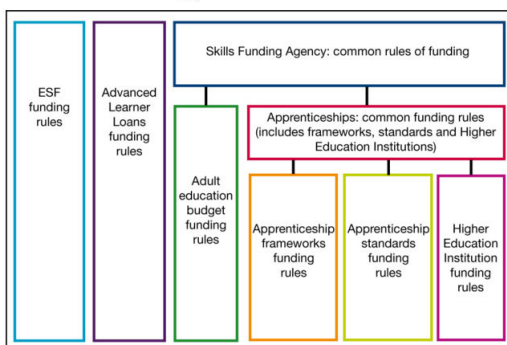 Skills Funding Agency: common rules of funding
ESF
funding
rules
Advanced
Learner
Loans
funding
rules
Apprenticeships: common funding rules
(includes frameworks, standards and Higher
Education Institutions)
Adult
education
budget
funding
rules
Apprenticeship
frameworks
funding
rules
Apprenticeship
standards
funding
rules
Higher
Education
Institution
funding
rules